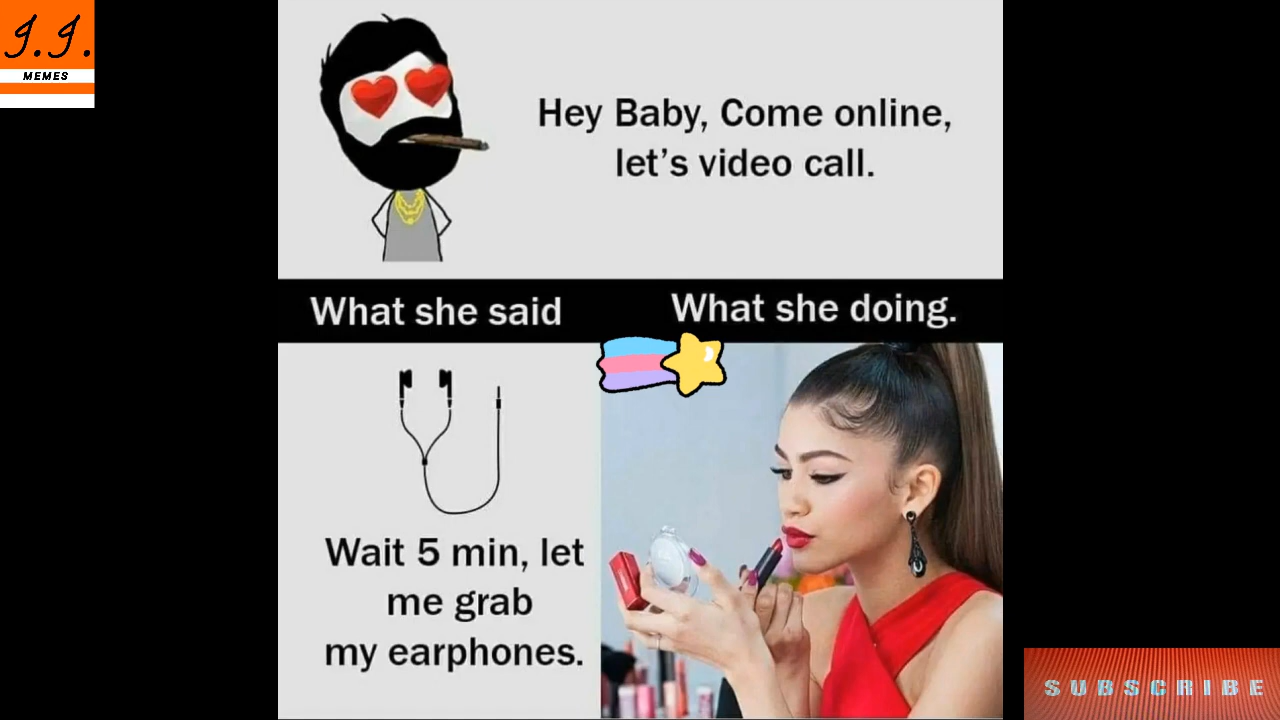 J.J.
MEMES
Hey Baby, Come online,
let's video call.
What she said
What she doing.
Wait 5 min, let
me grab
my earphones.
SUBSCRIBE